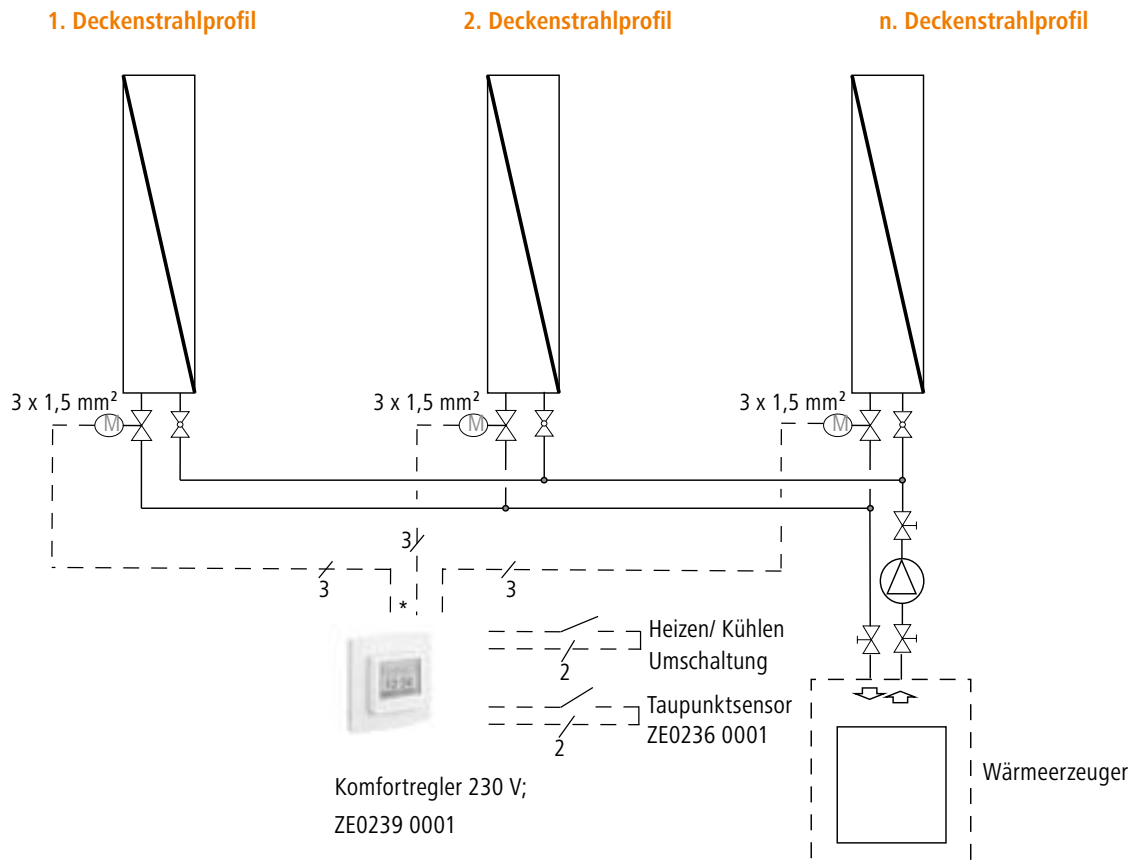 1. Deckenstrahlprofil
2. Deckenstrahlprofil
n. Deckenstrahlprofil
3 x 1,5 mm²
3 x 1,5 mm²
3 x 1,5 mm²
M
M
M
3
3
3
*
Heizen/ Kühlen
Umschaltung
2
Taupunktsensor
ZE0236 0001
2
Komfortregler 230 V;
ZE0239 0001
Wärmeerzeuger